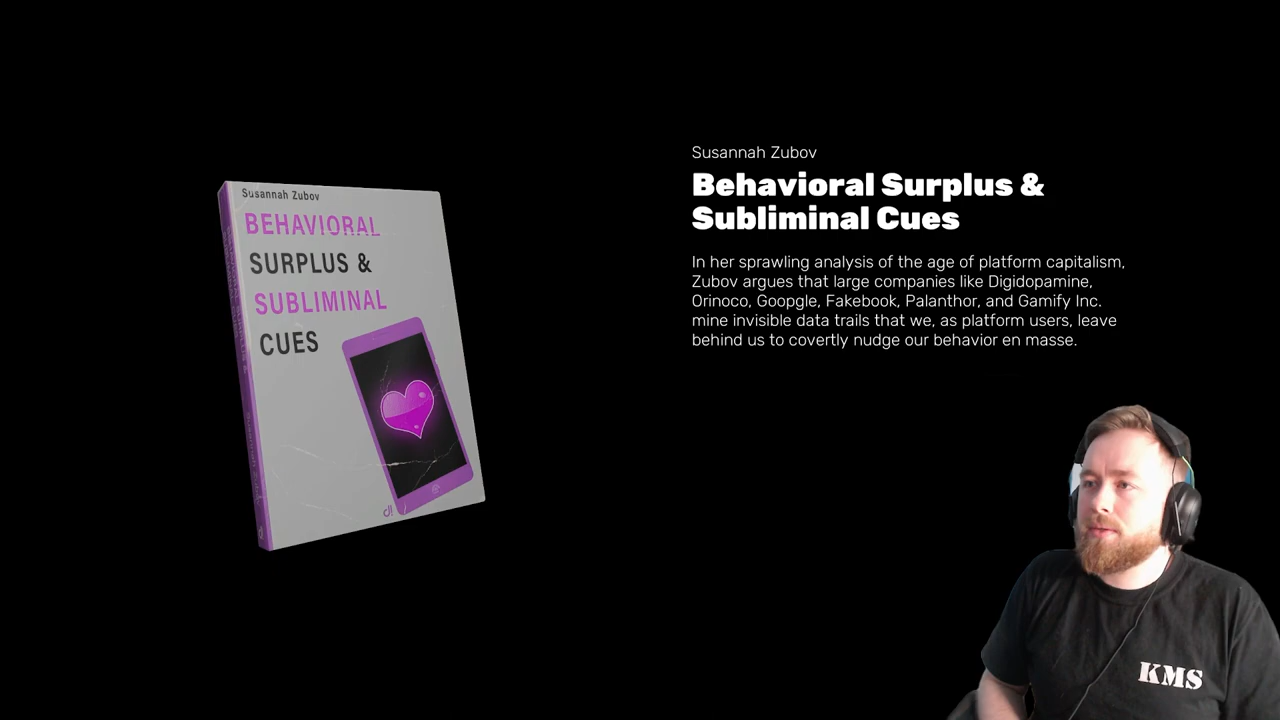 Susannah Zubov
BEHAVIORAL
SURPLUS &
SUBLIMINAL
CUES
d!
Susannah Zubov
Behavioral Surplus &
Subliminal Cues
In her sprawling analysis of the age of platform capitalism,
Zubov argues that large companies like Digidopamine,
Orinoco, Goopgle, Fakebook, Palanthor, and Gamify Inc.
mine invisible data trails that we, as platform users, leave
behind us to covertly nudge our behavior en masse.
KMS